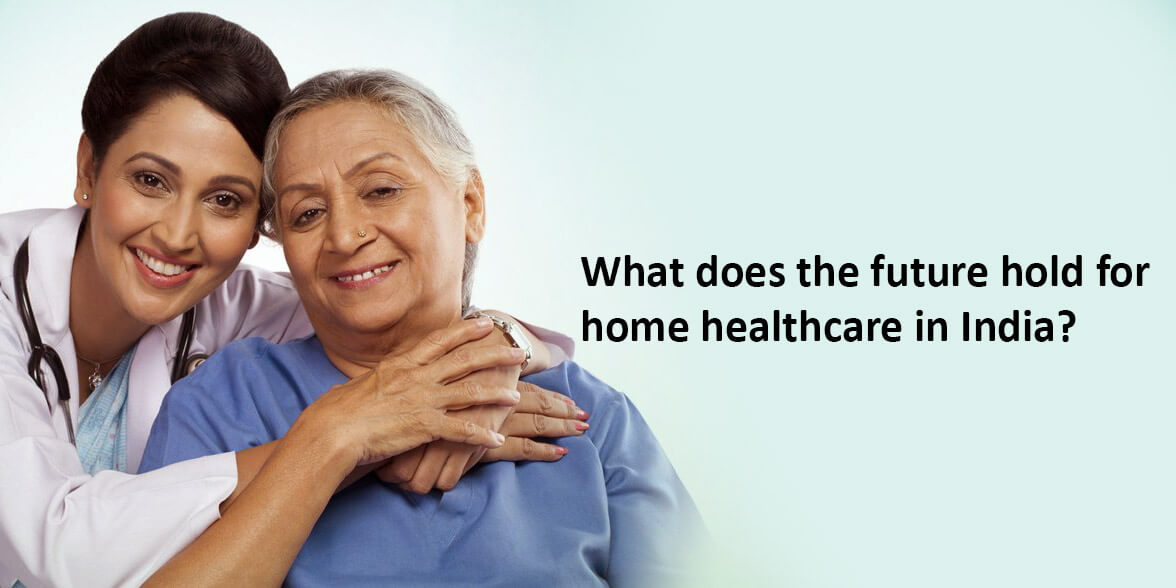 What does the future hold for
home healthcare in India?